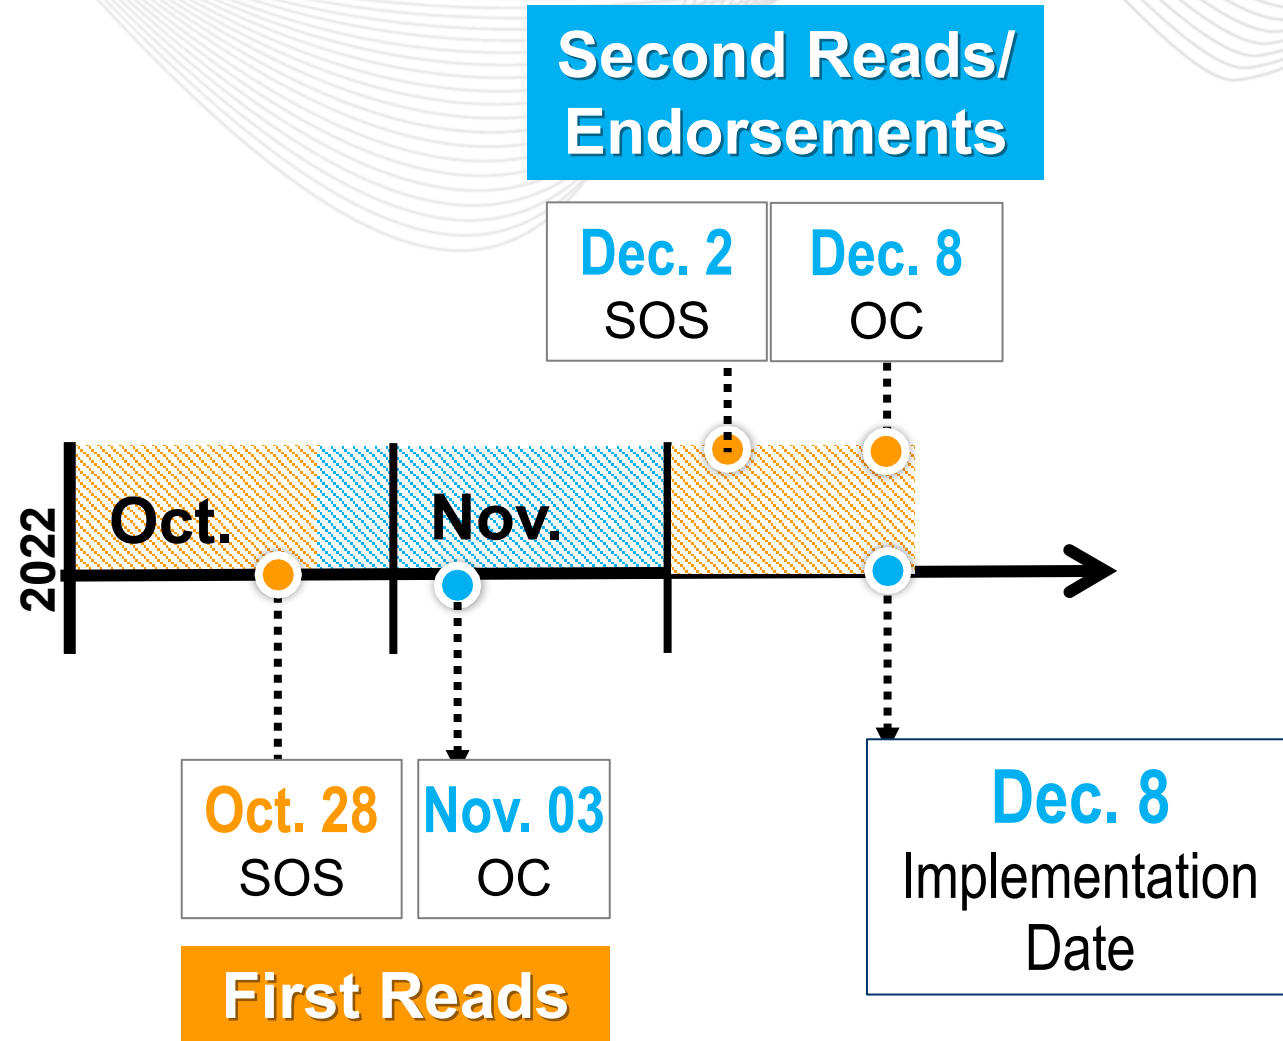 Second Reads/
Endorsements
Dec. 2
SOS
Dec. 8
OC
2022
Oct.
Nov.
Oct. 28
SOS
Nov. 03
OC
First Reads
Dec. 8
Implementation
Date